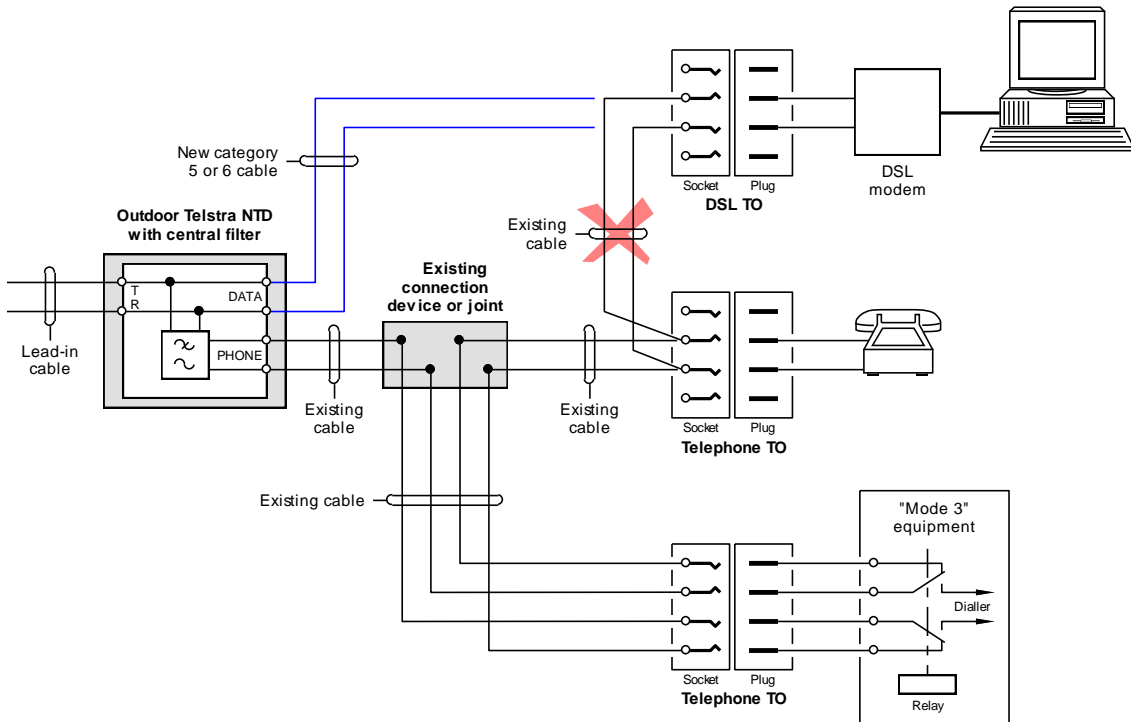 New category
5 or 6 cable
Socket
Plug
DSL TO
DSL
modem
Outdoor Telstra NTD
with central filter
Existing
cable
Existing
connection
device or joint
T
R
DATA
PHONE
Lead-in
cable
Existing
cable
Existing
cable
Socket
Plug
Telephone TO
Existing cable
"Mode 3"
equipment
Dialler
Relay
Socket
Plug
Telephone TO